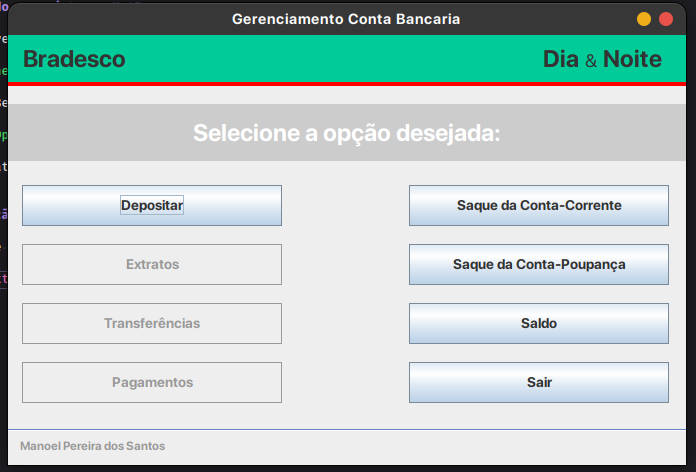 Gerenciamento Conta Bancaria
Bradesco Dia & Noite
Selecione a opção desejada:
Depositar Saque da Conta-Corrente
Extratos Saque da Conta-Poupança
Transferências Saldo
Pagamentos Sair
Manoel Pereira dos Santos